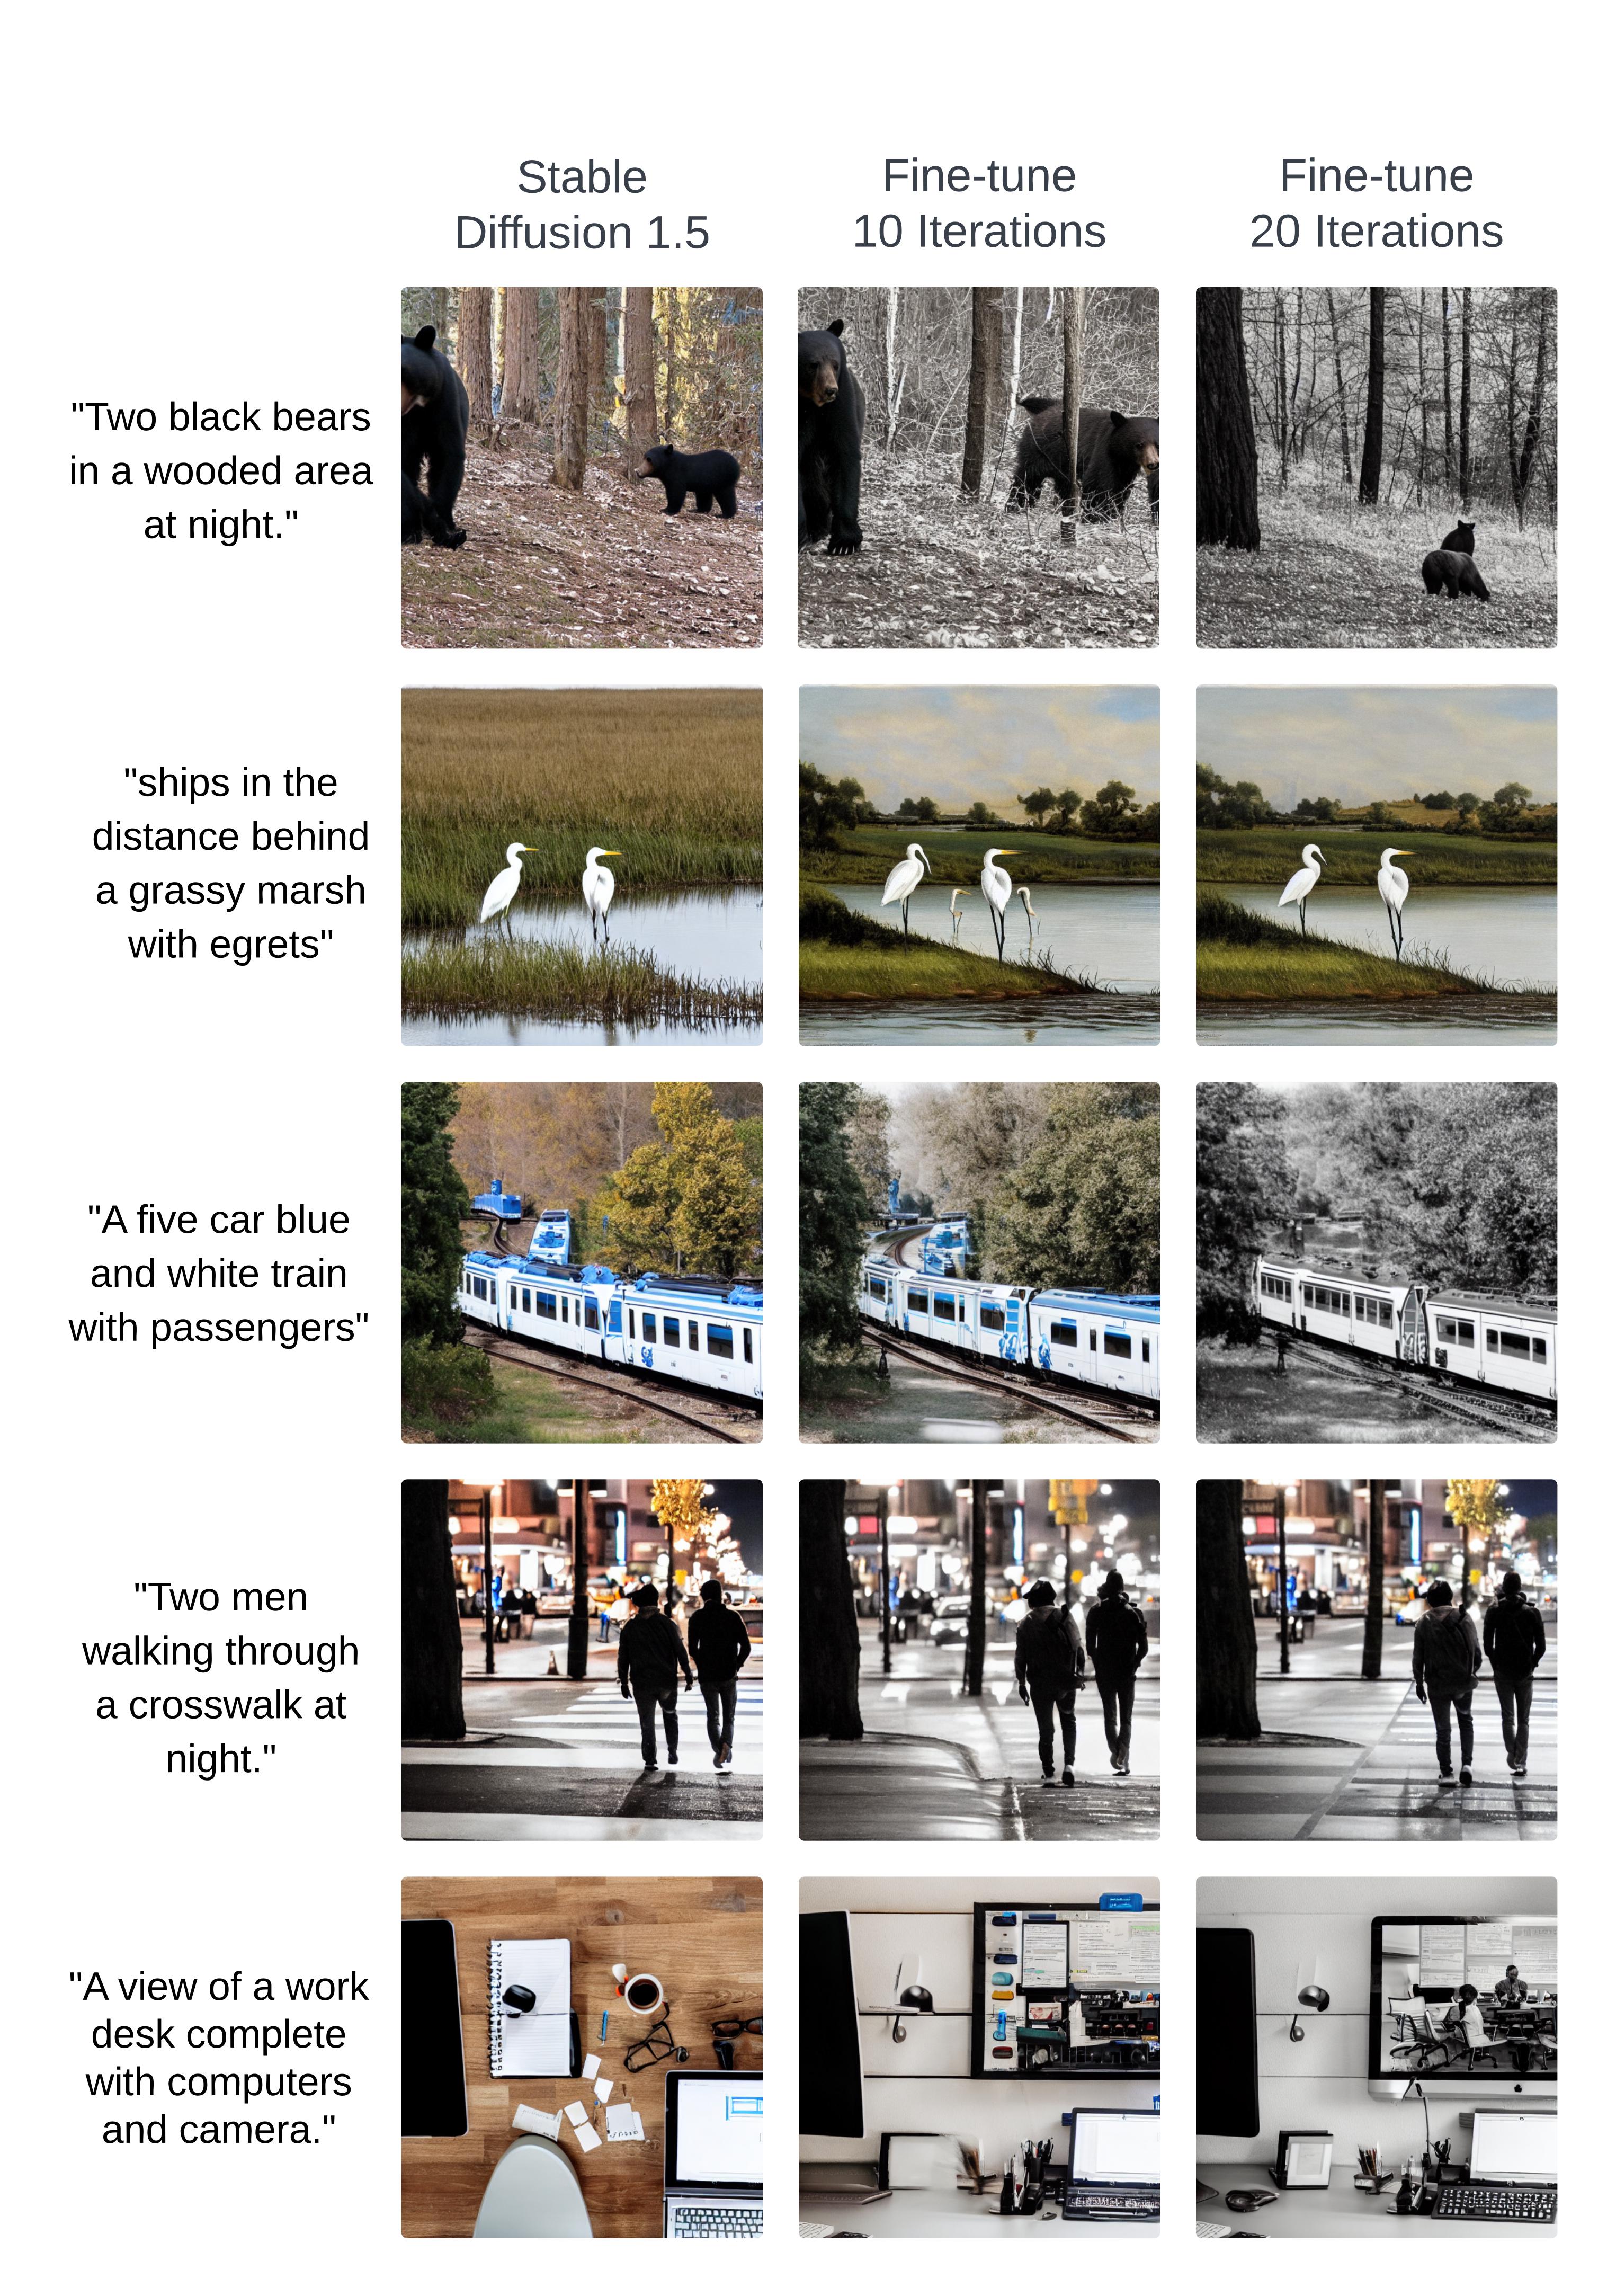 Stable
Diffusion 1.5
Fine-tune
10 Iterations
Fine-tune
20 Iterations
"Two black bears
in a wooded area
at night."
"ships in the
distance behind
a grassy marsh
with egrets"
"A five car blue
and white train
with passengers"
"Two men
walking through
a crosswalk at
night."
"A view of a work
desk complete
with computers
and camera."